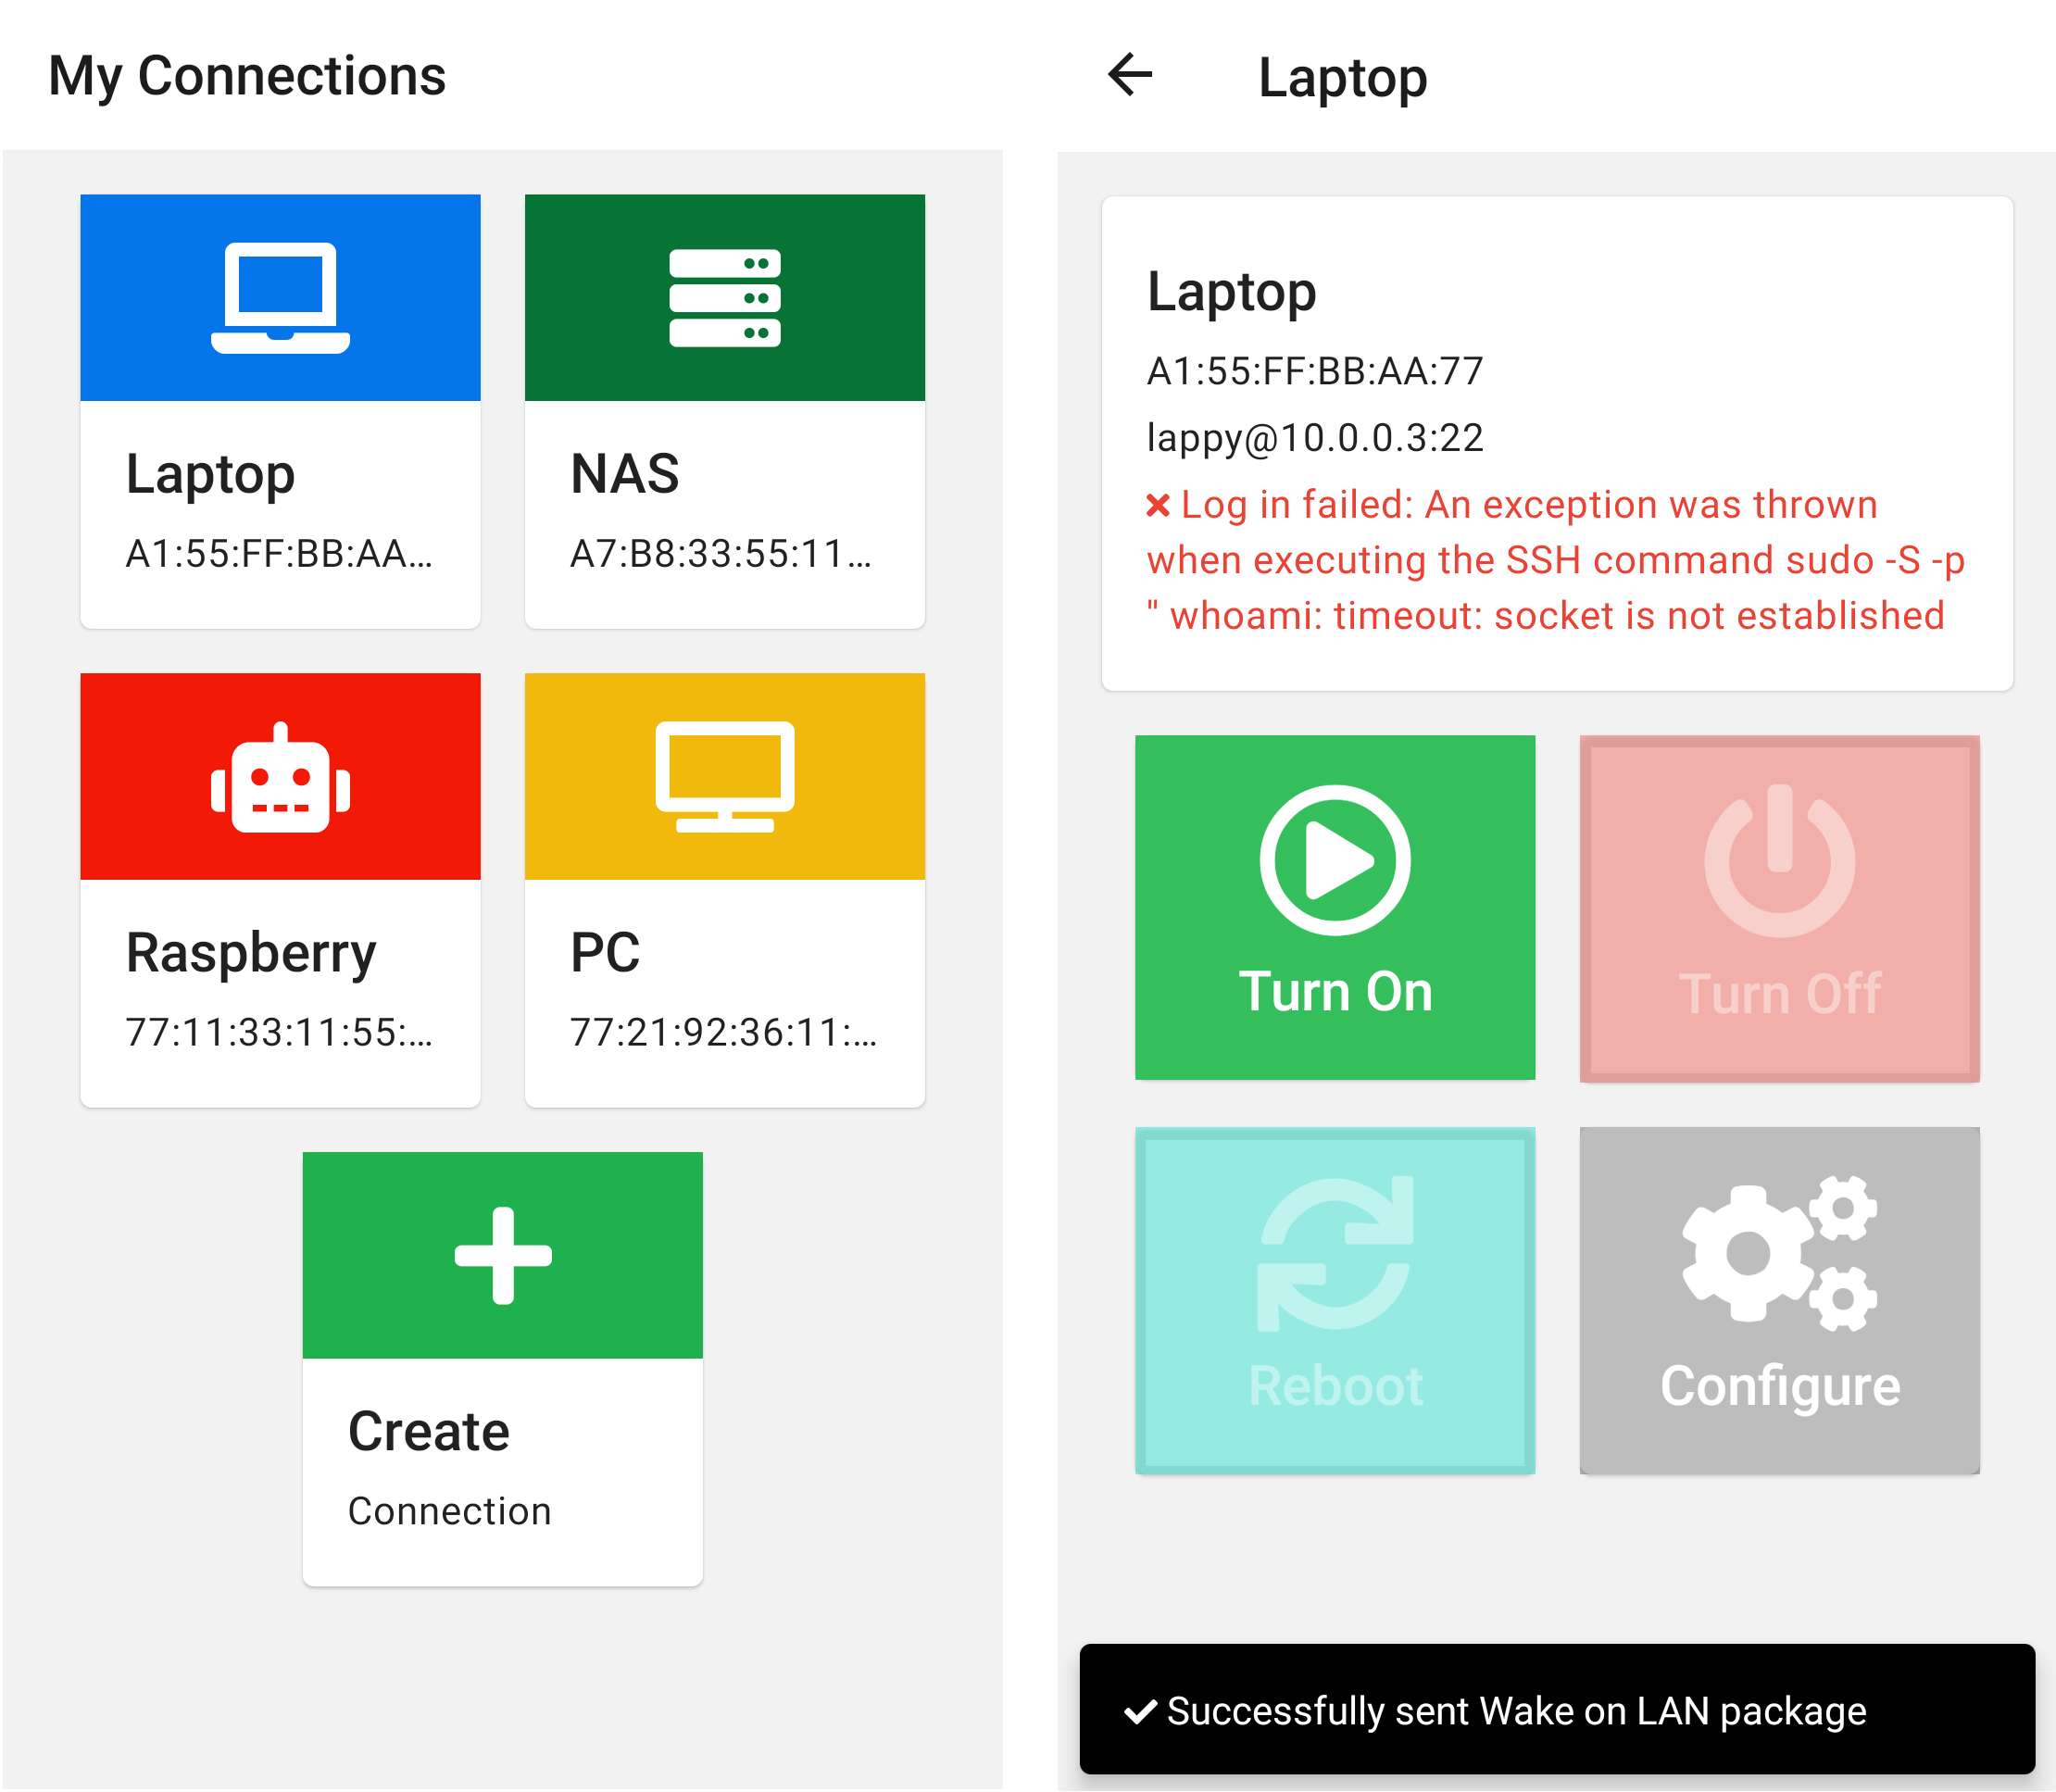 My Connections
Laptop
A1:55:FF:BB:AA...
NAS
A7:B8:33:55:11...
Raspberry
77:11:33:11:55:...
PC
77:21:92:36:11:...
Create
Connection
Laptop
Laptop
A1:55:FF:BB:AA:77
lappy@10.0.0.3:22
Log in failed: An exception was thrown
when executing the SSH command sudo -S -p
" whoami: timeout: socket is not established
Turn On
Turn Off
Reboot
Configure
Successfully sent Wake on LAN package